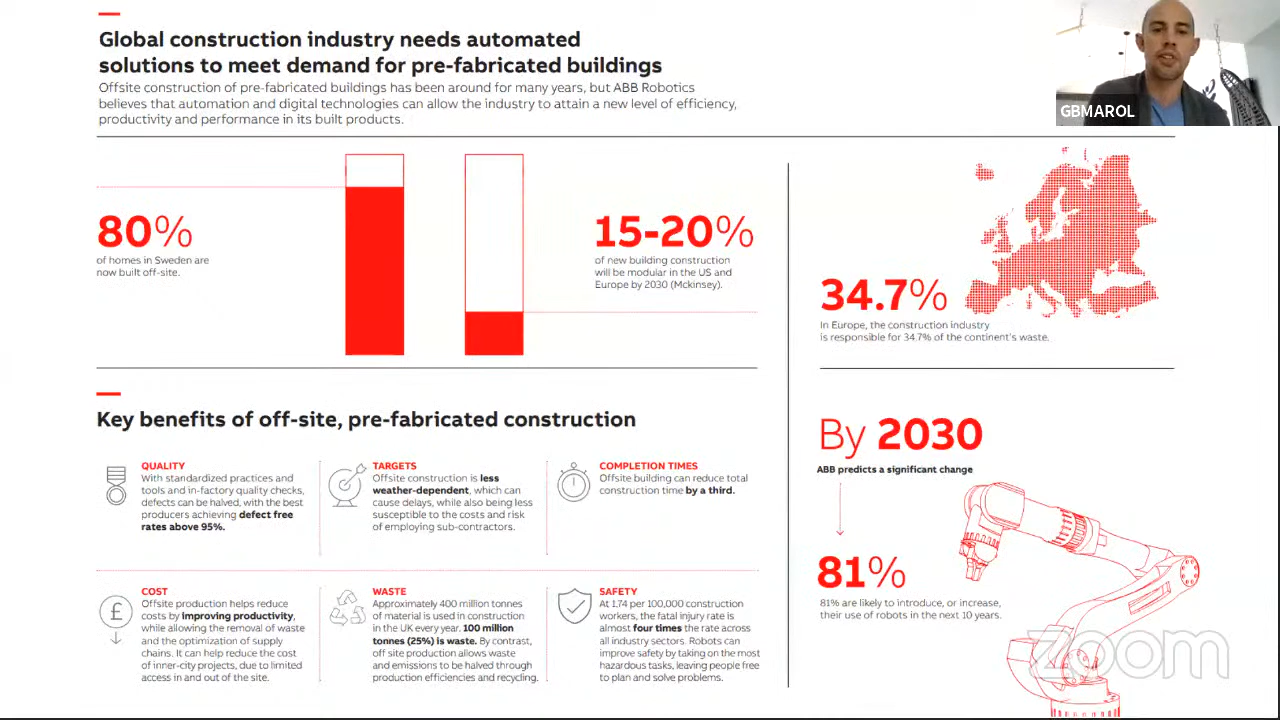 Global construction industry needs automated
solutions to meet demand for pre-fabricated buildings
Offsite construction of pre-fabricated buildings has been around for many years, but ABB Robotics
believes that automation and digital technologies can allow the industry to attain a new level of efficiency,
productivity and performance in its built products.
GBMAROL
80%
of homes in Sweden are
now built off-site.
15-20%
of new building construction
will be modular in the US and
Europe by 2030 (Mckinsey).
34.7%
In Europe, the construction industry
is responsible for 34.7% of the continent's waste.
Key benefits of off-site, pre-fabricated construction
QUALITY
With standardized practices and
tools and in-factory quality checks,
defects can be halved, with the best
producers achieving defect free
rates above 95%.
TARGETS
Offsite construction is less
weather-dependent, which can
cause delays, while also being less
susceptible to the costs and risk
of employing sub-contractors.
COMPLETION TIMES
Offsite building can reduce total
construction time by a third.
COST
Offsite production helps reduce
costs by improving productivity,
while allowing the removal of waste
and the optimization of supply
chains. It can help reduce the cost
of inner-city projects, due to limited
access in and out of the site.
WASTE
Approximately 400 million tonnes
of material is used in construction
in the UK every year. 100 million
tonnes (25%) is waste. By contrast,
off site production allows waste
and emissions to be halved through
production efficiencies and recycling.
SAFETY
At 1.74 per 100,000 construction
workers, the fatal injury rate is
almost four times the rate across
all industry sectors. Robots can
improve safety by taking on the most
hazardous tasks, leaving people free
to plan and solve problems.
By 2030
ABB predicts a significant change
81%
81% are likely to introduce, or increase,
their use of robots in the next 10 years.
zoom